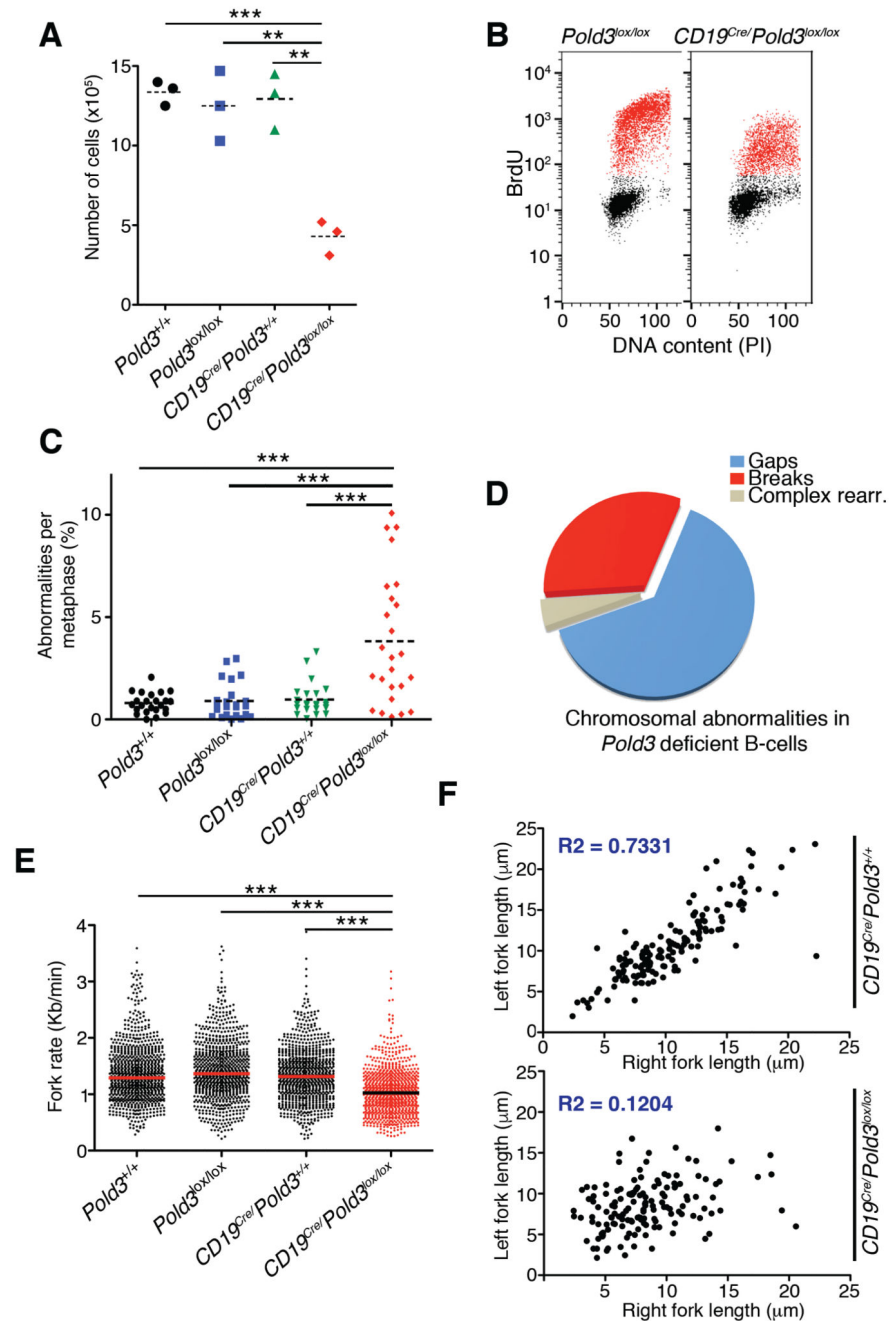 A
***
**
**
Number of cells (x10⁵)
15
10
5
0
Pold3+/+
Pold3lox/lox
CD19Cre/Pold3+/+
CD19Cre/Pold3lox/lox
B
Pold3lox/lox
CD19Cre/Pold3lox/lox
BrdU
10⁴
10³
10²
10¹
10
1
0 50 100
0 50 100
DNA content (PI)
C
***
***
***
Abnormalities per
metaphase (%)
10
5
0
Pold3+/+
Pold3lox/lox
CD19Cre/Pold3+/+
CD19Cre/Pold3lox/lox
D
Gaps
Breaks
Complex rearr.
Chromosomal abnormalities in
Pold3 deficient B-cells
E
***
***
***
Fork rate (Kb/min)
4
3
2
1
0
Pold3+/+
Pold3lox/lox
CD19Cre/Pold3+/+
CD19Cre/Pold3lox/lox
F
R2 = 0.7331
Left fork length (μm)
25
20
15
10
5
0
0 5 10 15 20 25
Right fork length (μm)
CD19Cre/Pold3+/+
R2 = 0.1204
Left fork length (μm)
25
20
15
10
5
0
0 5 10 15 20 25
Right fork length (μm)
CD19Cre/Pold3lox/lox